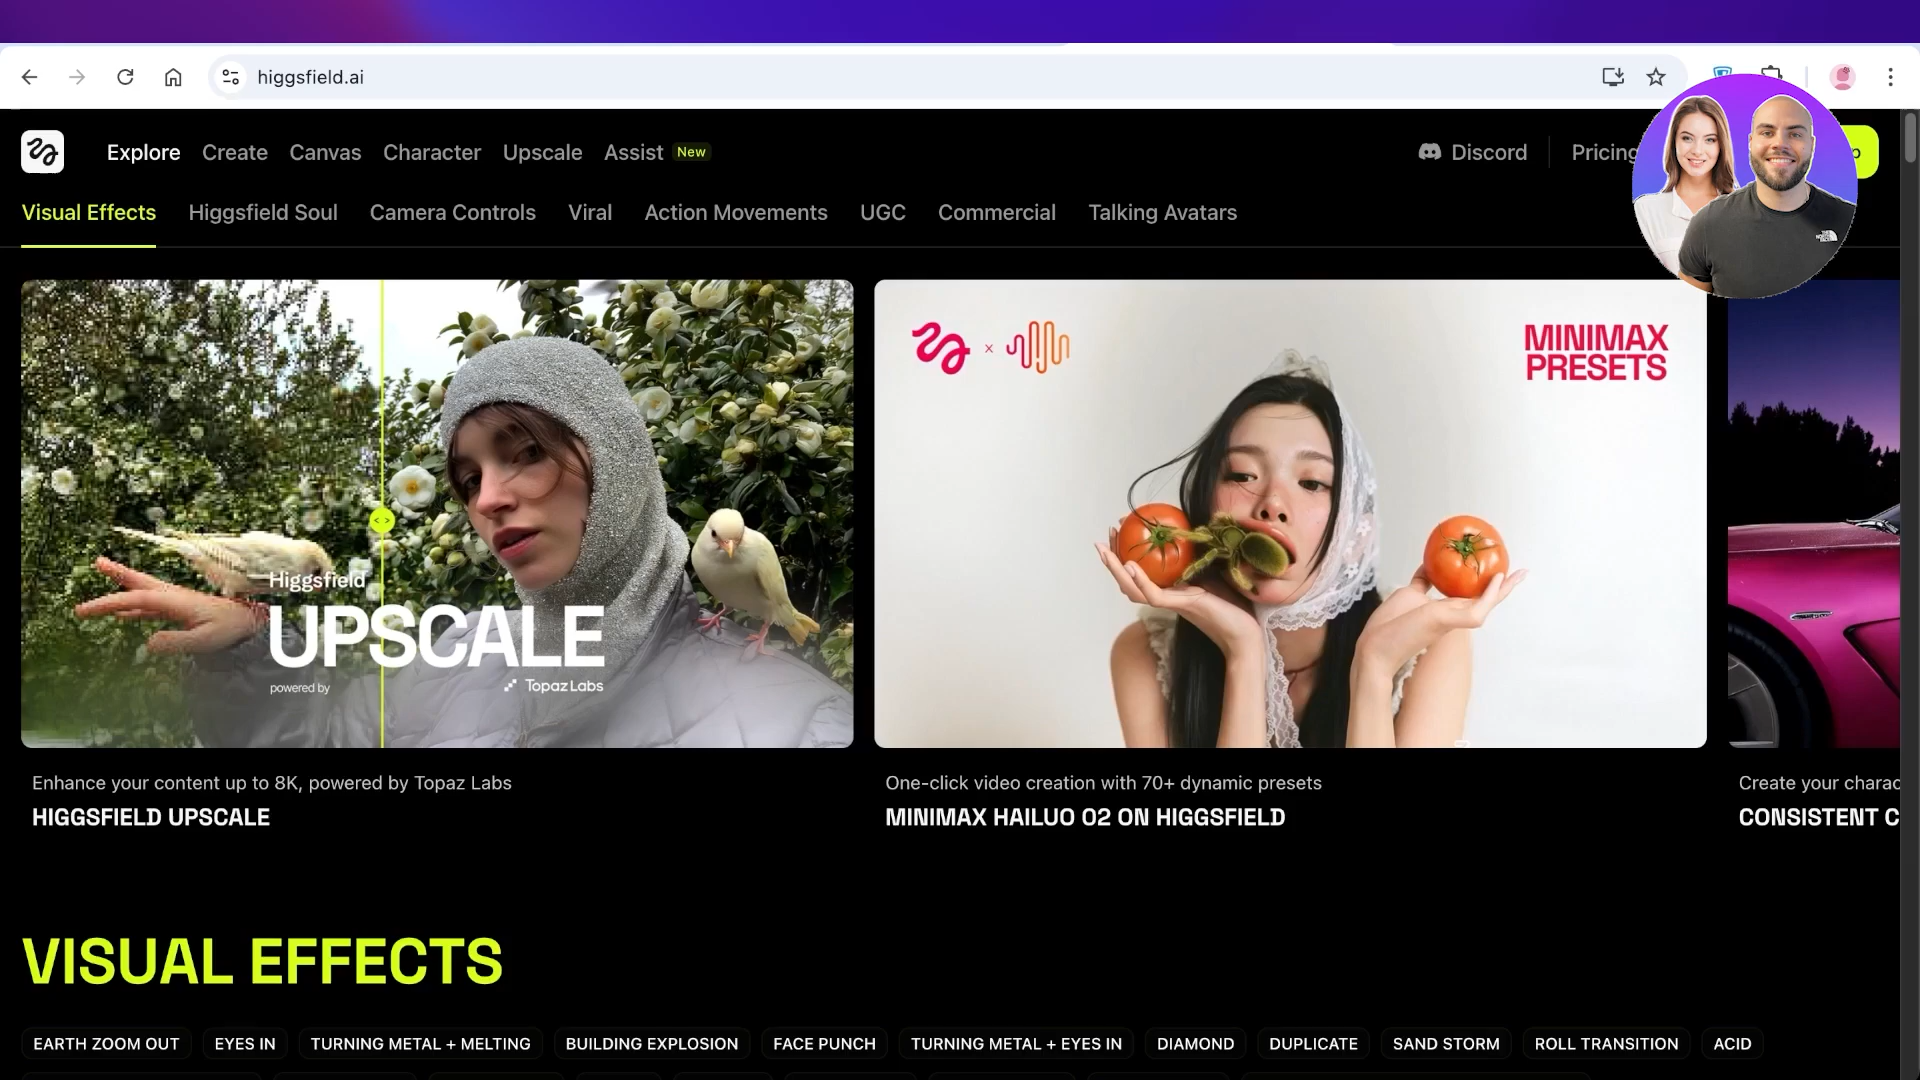 higgsfield.ai
Explore Create Canvas Character Upscale Assist New Discord Pricing
Visual Effects Higgsfield Soul Camera Controls Viral Action Movements UGC Commercial Talking Avatars
MINIMAX
PRESETS
Higgsfield
UPSCALE
powered by Topaz Labs
Enhance your content up to 8K, powered by Topaz Labs
HIGGSFIELD UPSCALE
One-click video creation with 70+ dynamic presets
MINIMAX HAILUO 02 ON HIGGSFIELD
Create your charac
CONSISTENT C
VISUAL EFFECTS
EARTH ZOOM OUT EYES IN TURNING METAL + MELTING BUILDING EXPLOSION FACE PUNCH TURNING METAL + EYES IN DIAMOND DUPLICATE SAND STORM ROLL TRANSITION ACID